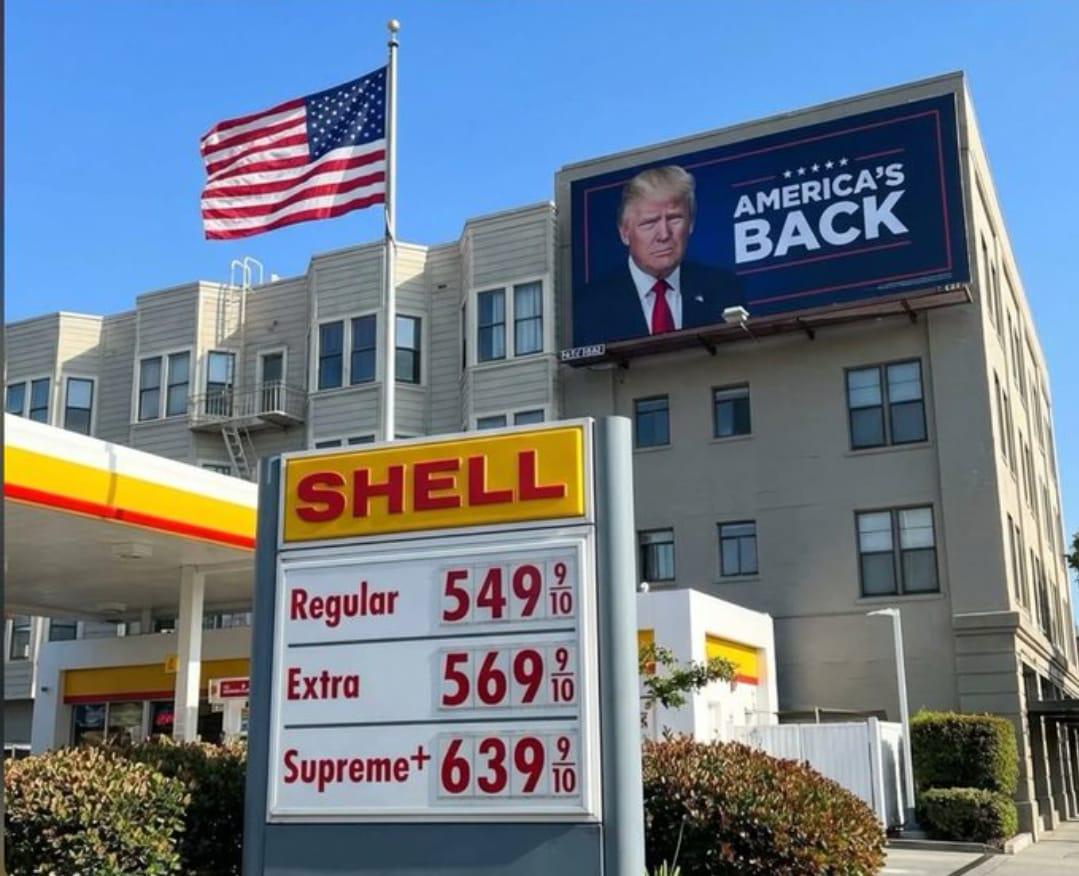 AMERICA'S
BACK
SHELL
Regular 549 9/10
Extra 569 9/10
Supreme+ 639 9/10